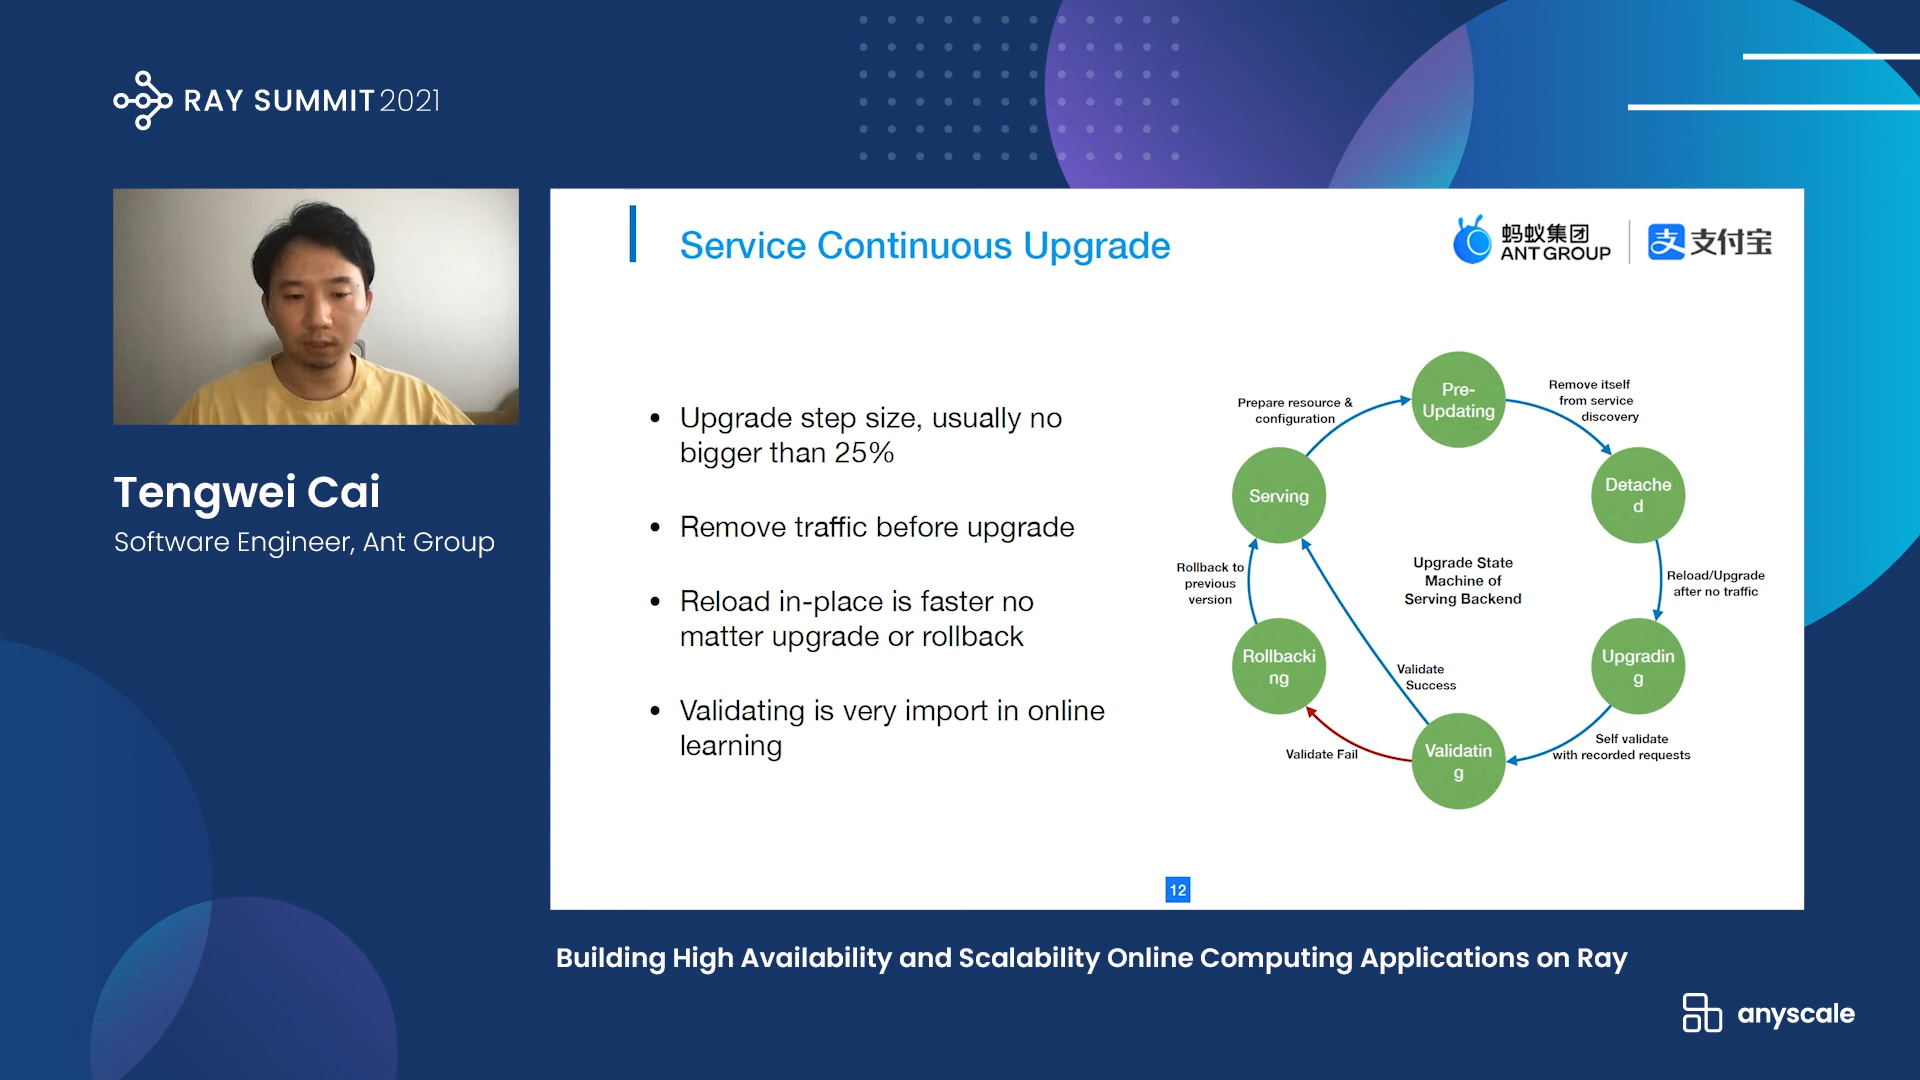 RAY SUMMIT 2021
Tengwei Cai
Software Engineer, Ant Group
Service Continuous Upgrade
蚂蚁集团
ANT GROUP
支
支付宝
• Upgrade step size, usually no
bigger than 25%
• Remove traffic before upgrade
• Reload in-place is faster no
matter upgrade or rollback
• Validating is very import in online
learning
Pre-
Updating
Prepare resource &
configuration
Remove itself
from service
discovery
Serving
Detache
d
Upgrade State
Machine of
Serving Backend
Rollback to
previous
version
Reload/Upgrade
after no traffic
Rollbacki
ng
Upgradin
g
Validate
Success
Validate Fail
Validatin
g
Self validate
with recorded requests
12
Building High Availability and Scalability Online Computing Applications on Ray
anyscale